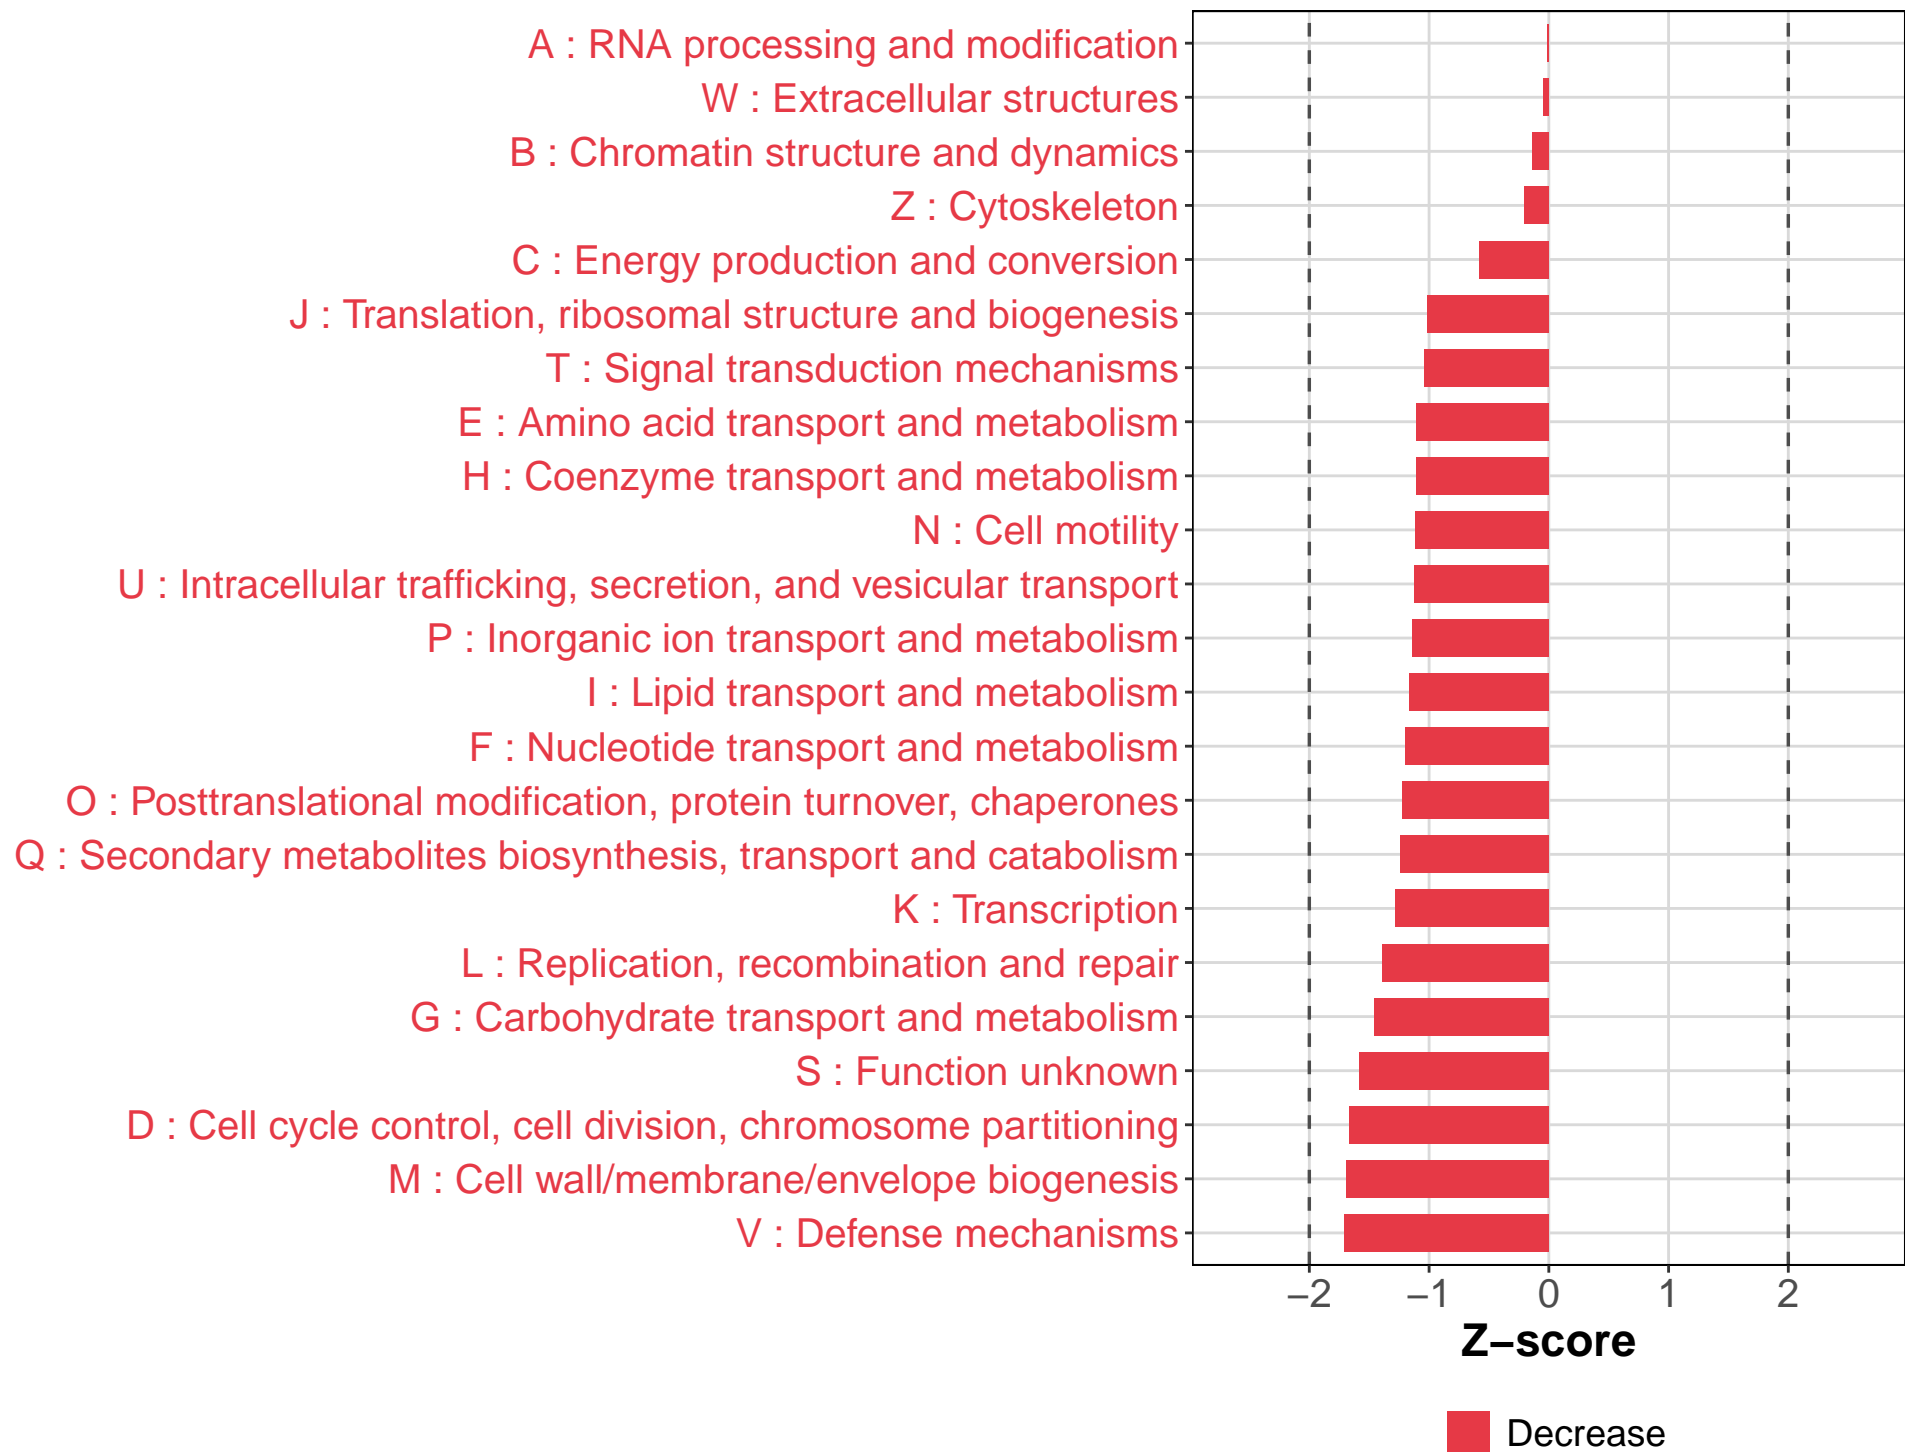 A : RNA processing and modification
W : Extracellular structures
B : Chromatin structure and dynamics
Z : Cytoskeleton
C : Energy production and conversion
J : Translation, ribosomal structure and biogenesis
T : Signal transduction mechanisms
E : Amino acid transport and metabolism
H : Coenzyme transport and metabolism
N : Cell motility
U : Intracellular trafficking, secretion, and vesicular transport
P : Inorganic ion transport and metabolism
I : Lipid transport and metabolism
F : Nucleotide transport and metabolism
O : Posttranslational modification, protein turnover, chaperones
Q : Secondary metabolites biosynthesis, transport and catabolism
K : Transcription
L : Replication, recombination and repair
G : Carbohydrate transport and metabolism
S : Function unknown
D : Cell cycle control, cell division, chromosome partitioning
M : Cell wall/membrane/envelope biogenesis
V : Defense mechanisms
−2 −1 0 1 2
Z−score
Decrease